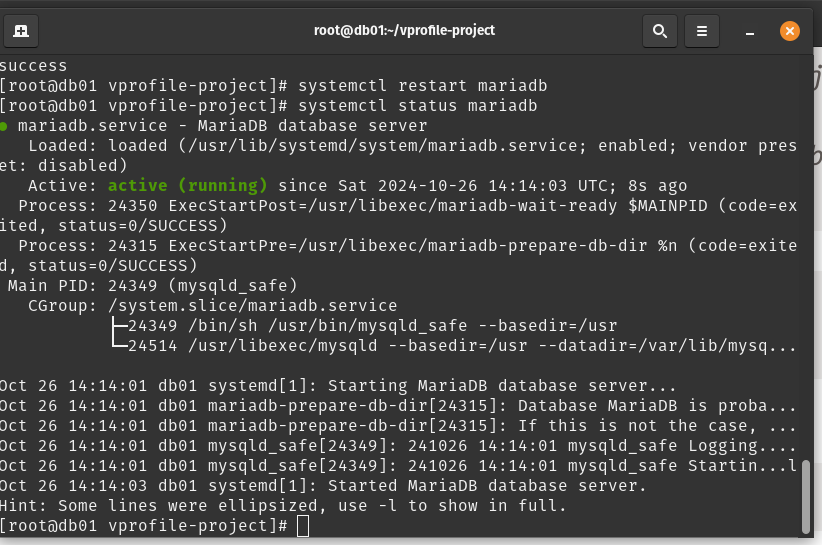 root@db01:~/vprofile-project
success
[root@db01 vprofile-project]# systemctl restart mariadb
[root@db01 vprofile-project]# systemctl status mariadb
● mariadb.service - MariaDB database server
   Loaded: loaded (/usr/lib/systemd/system/mariadb.service; enabled; vendor pres
et: disabled)
   Active: active (running) since Sat 2024-10-26 14:14:03 UTC; 8s ago
  Process: 24350 ExecStartPost=/usr/libexec/mariadb-wait-ready $MAINPID (code=ex
ited, status=0/SUCCESS)
  Process: 24315 ExecStartPre=/usr/libexec/mariadb-prepare-db-dir %n (code=exite
d, status=0/SUCCESS)
 Main PID: 24349 (mysqld_safe)
   CGroup: /system.slice/mariadb.service
           ├─24349 /bin/sh /usr/bin/mysqld_safe --basedir=/usr
           └─24514 /usr/libexec/mysqld --basedir=/usr --datadir=/var/lib/mysq...

Oct 26 14:14:01 db01 systemd[1]: Starting MariaDB database server...
Oct 26 14:14:01 db01 mariadb-prepare-db-dir[24315]: Database MariaDB is proba...
Oct 26 14:14:01 db01 mariadb-prepare-db-dir[24315]: If this is not the case, ...
Oct 26 14:14:01 db01 mysqld_safe[24349]: 241026 14:14:01 mysqld_safe Logging....
Oct 26 14:14:01 db01 mysqld_safe[24349]: 241026 14:14:01 mysqld_safe Startin...l
Oct 26 14:14:03 db01 systemd[1]: Started MariaDB database server.
Hint: Some lines were ellipsized, use -l to show in full.
[root@db01 vprofile-project]#